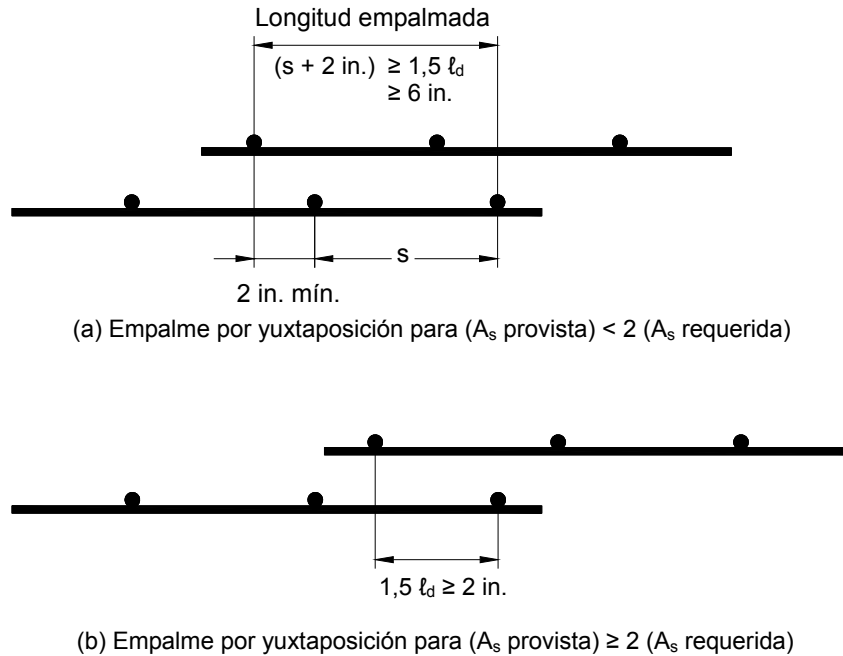 Longitud empalmada
(s + 2 in.) ≥ 1,5 ℓd
≥ 6 in.
s
2 in. mín.
(a) Empalme por yuxtaposición para (As provista) < 2 (As requerida)
1,5 ℓd ≥ 2 in.
(b) Empalme por yuxtaposición para (As provista) ≥ 2 (As requerida)